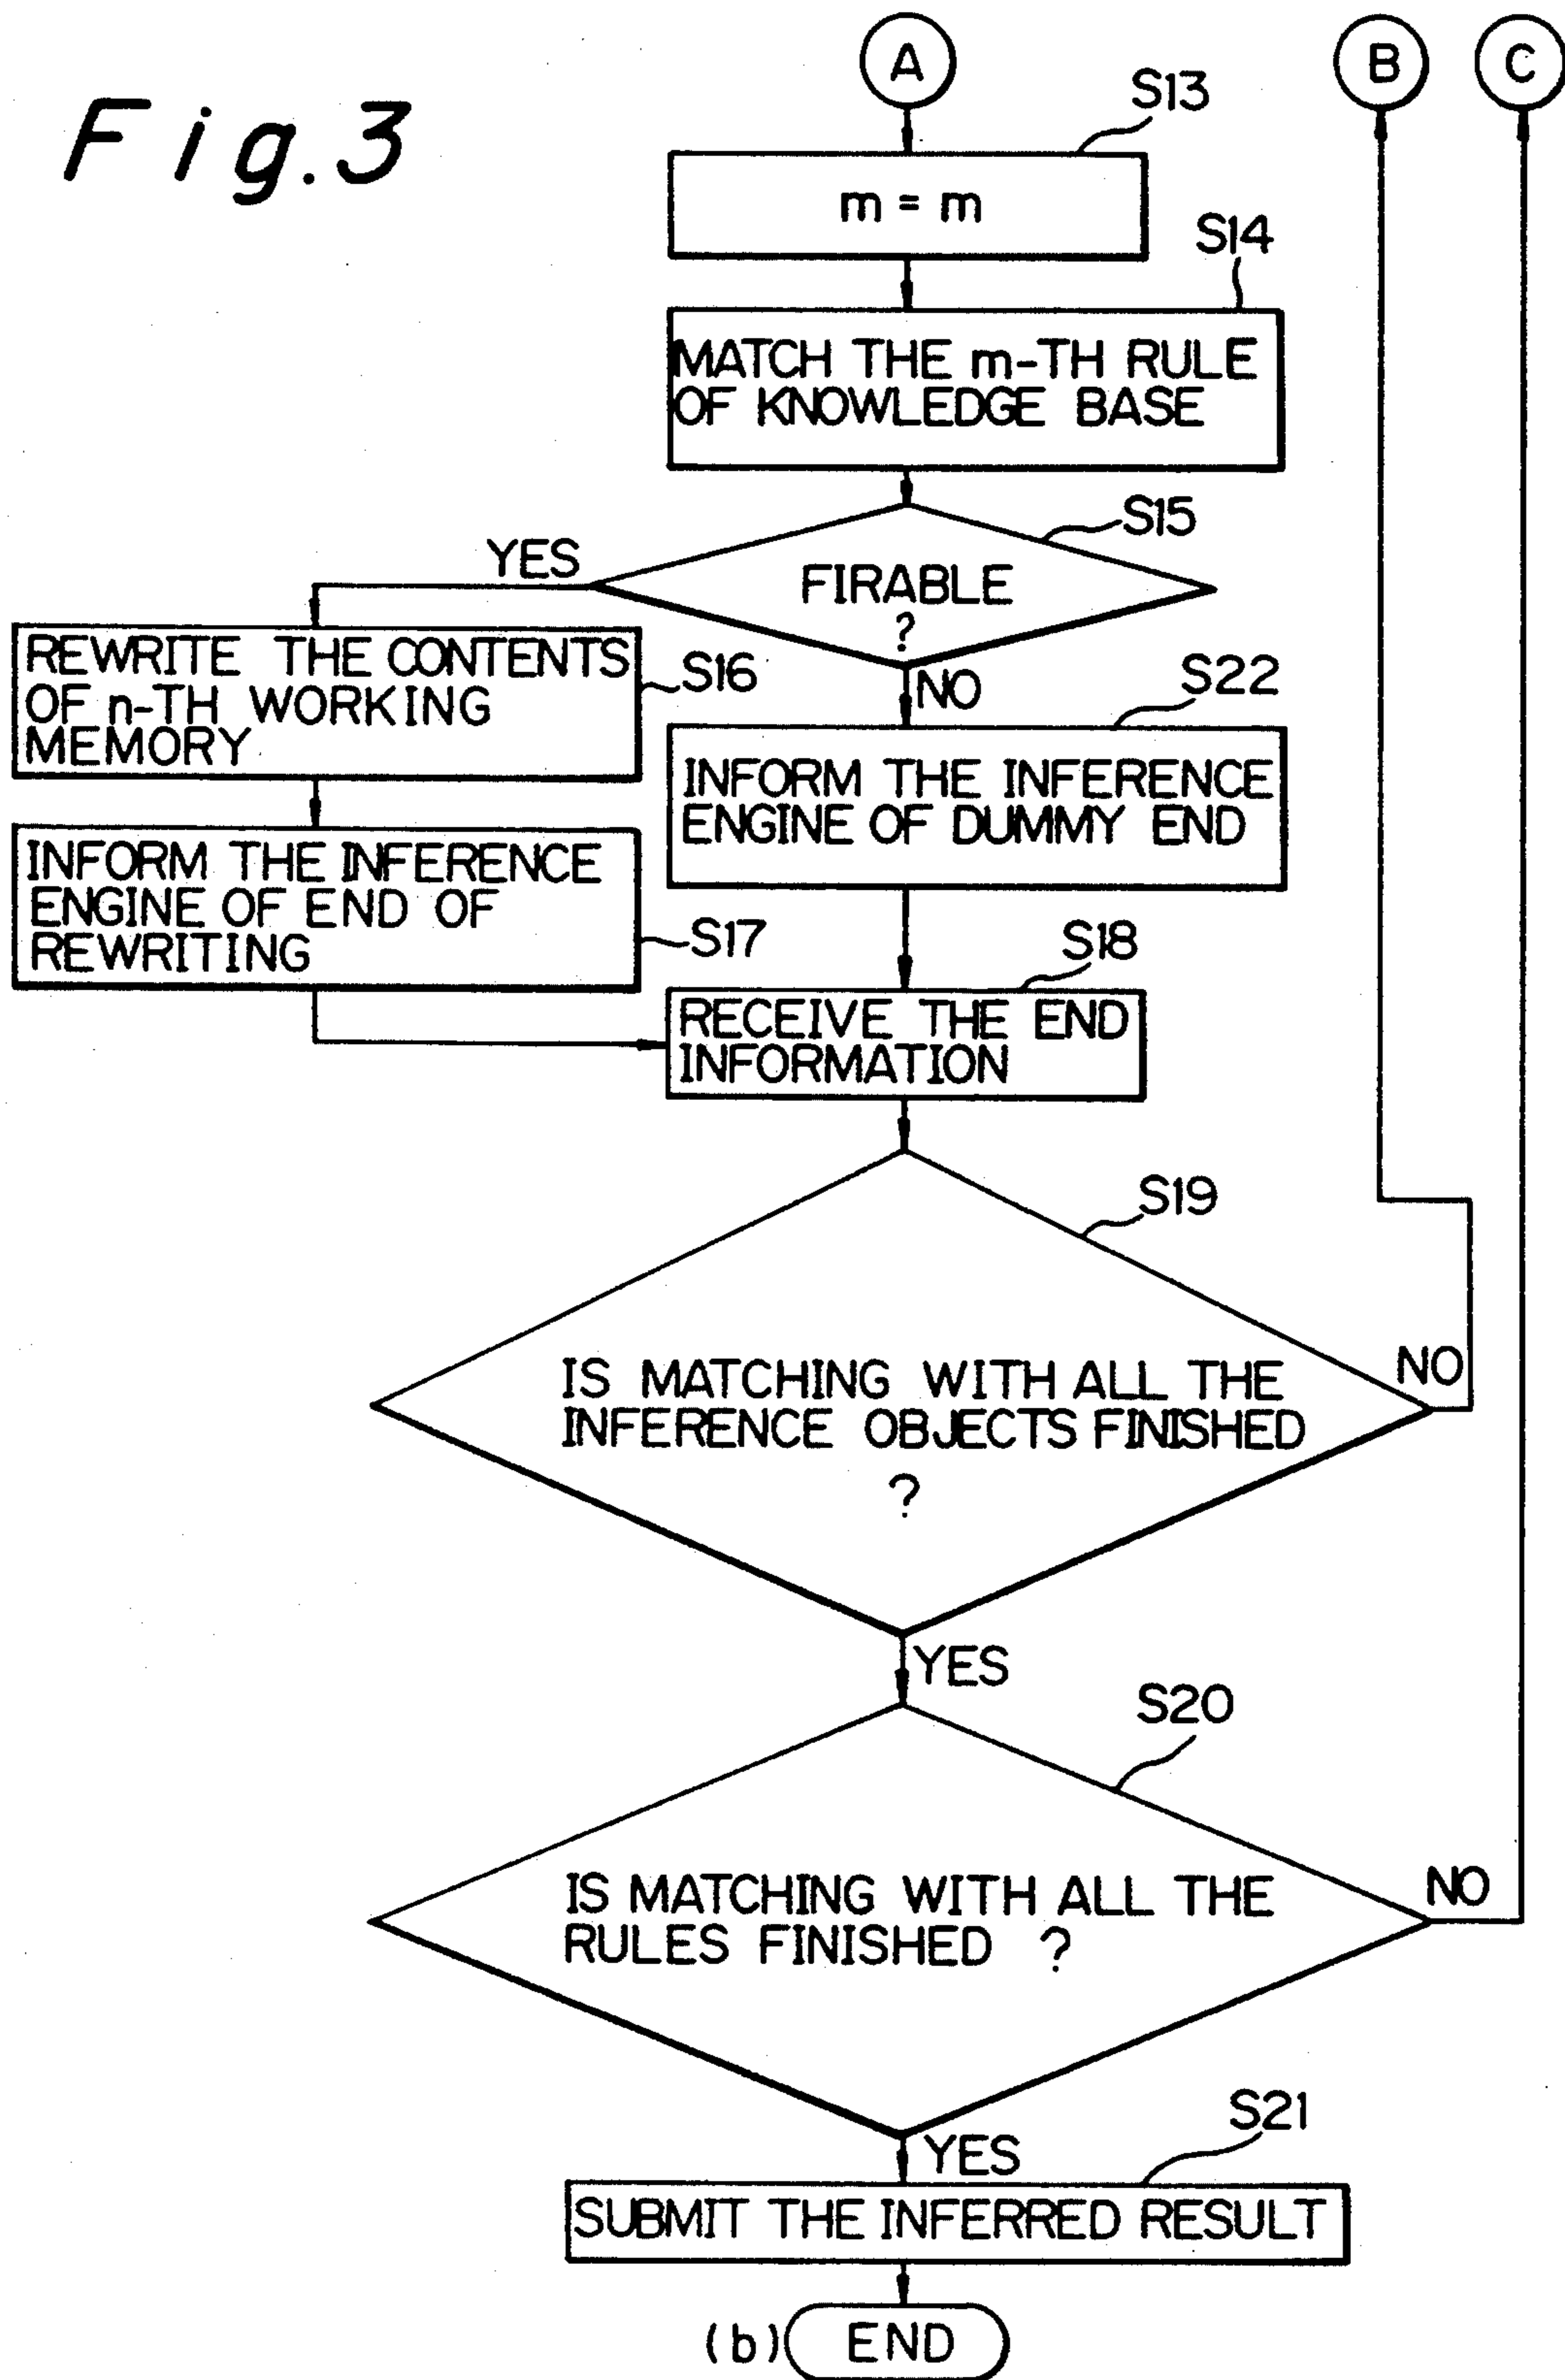 Fig.3
A
B
C
S13
m = m
S14
MATCH THE m-TH RULE
OF KNOWLEDGE BASE
S15
YES
FIRABLE
?
REWRITE THE CONTENTS
OF n-TH WORKING
MEMORY
S16
NO
S22
INFORM THE INFERENCE
ENGINE OF DUMMY END
INFORM THE INFERENCE
ENGINE OF END OF
REWRITING
S17
S18
RECEIVE THE END
INFORMATION
S19
IS MATCHING WITH ALL THE
INFERENCE OBJECTS FINISHED
?
NO
YES
S20
IS MATCHING WITH ALL THE
RULES FINISHED ?
NO
YES
S21
SUBMIT THE INFERRED RESULT
(b) END